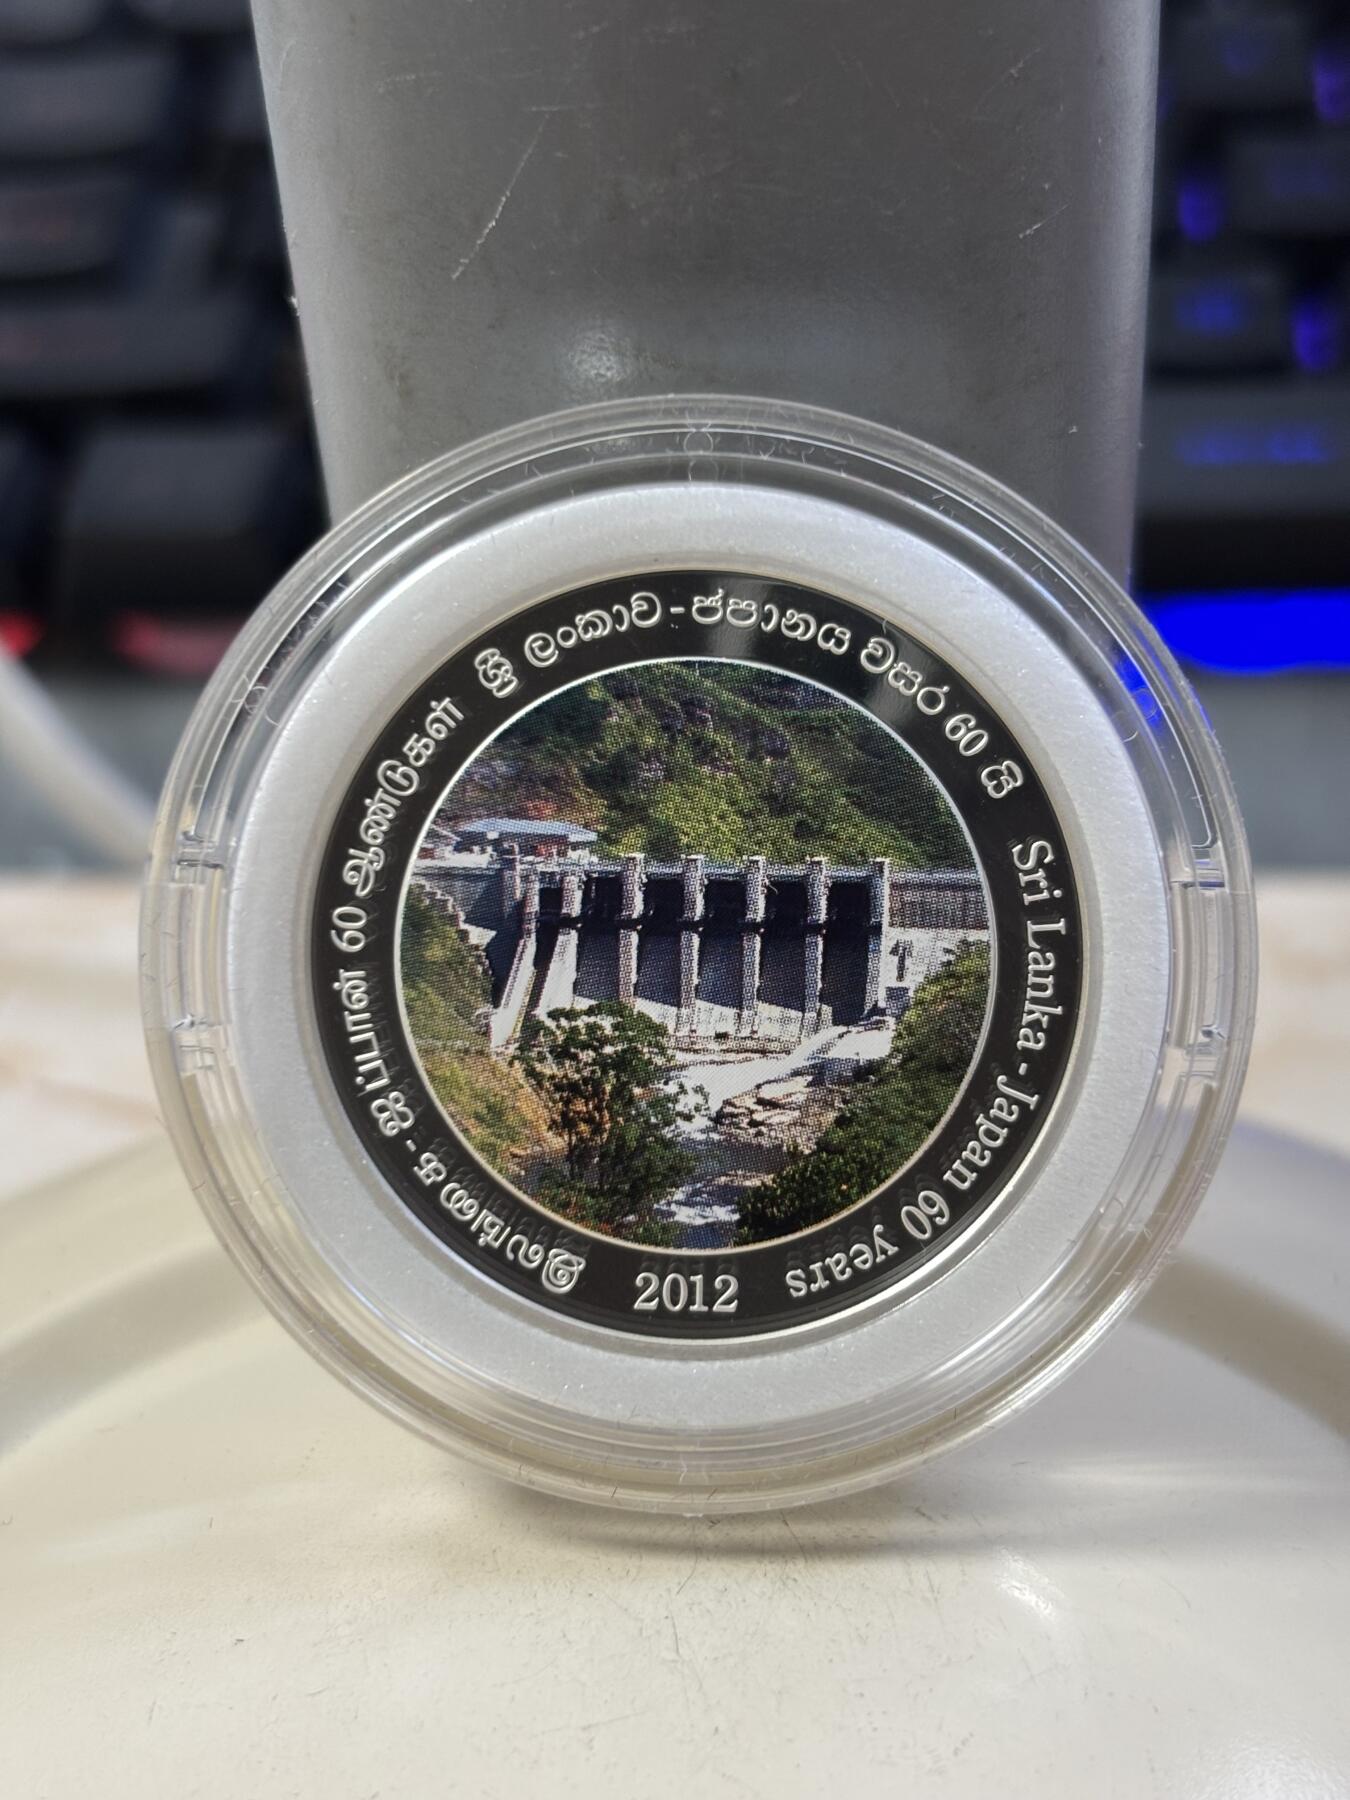 ශ්‍රී ලංකාව - ජපානය වසර 60 යි
Sri Lanka - Japan 60 years
2012
இலங்கை - ஜப்பான் 60 ஆண்டுகள்